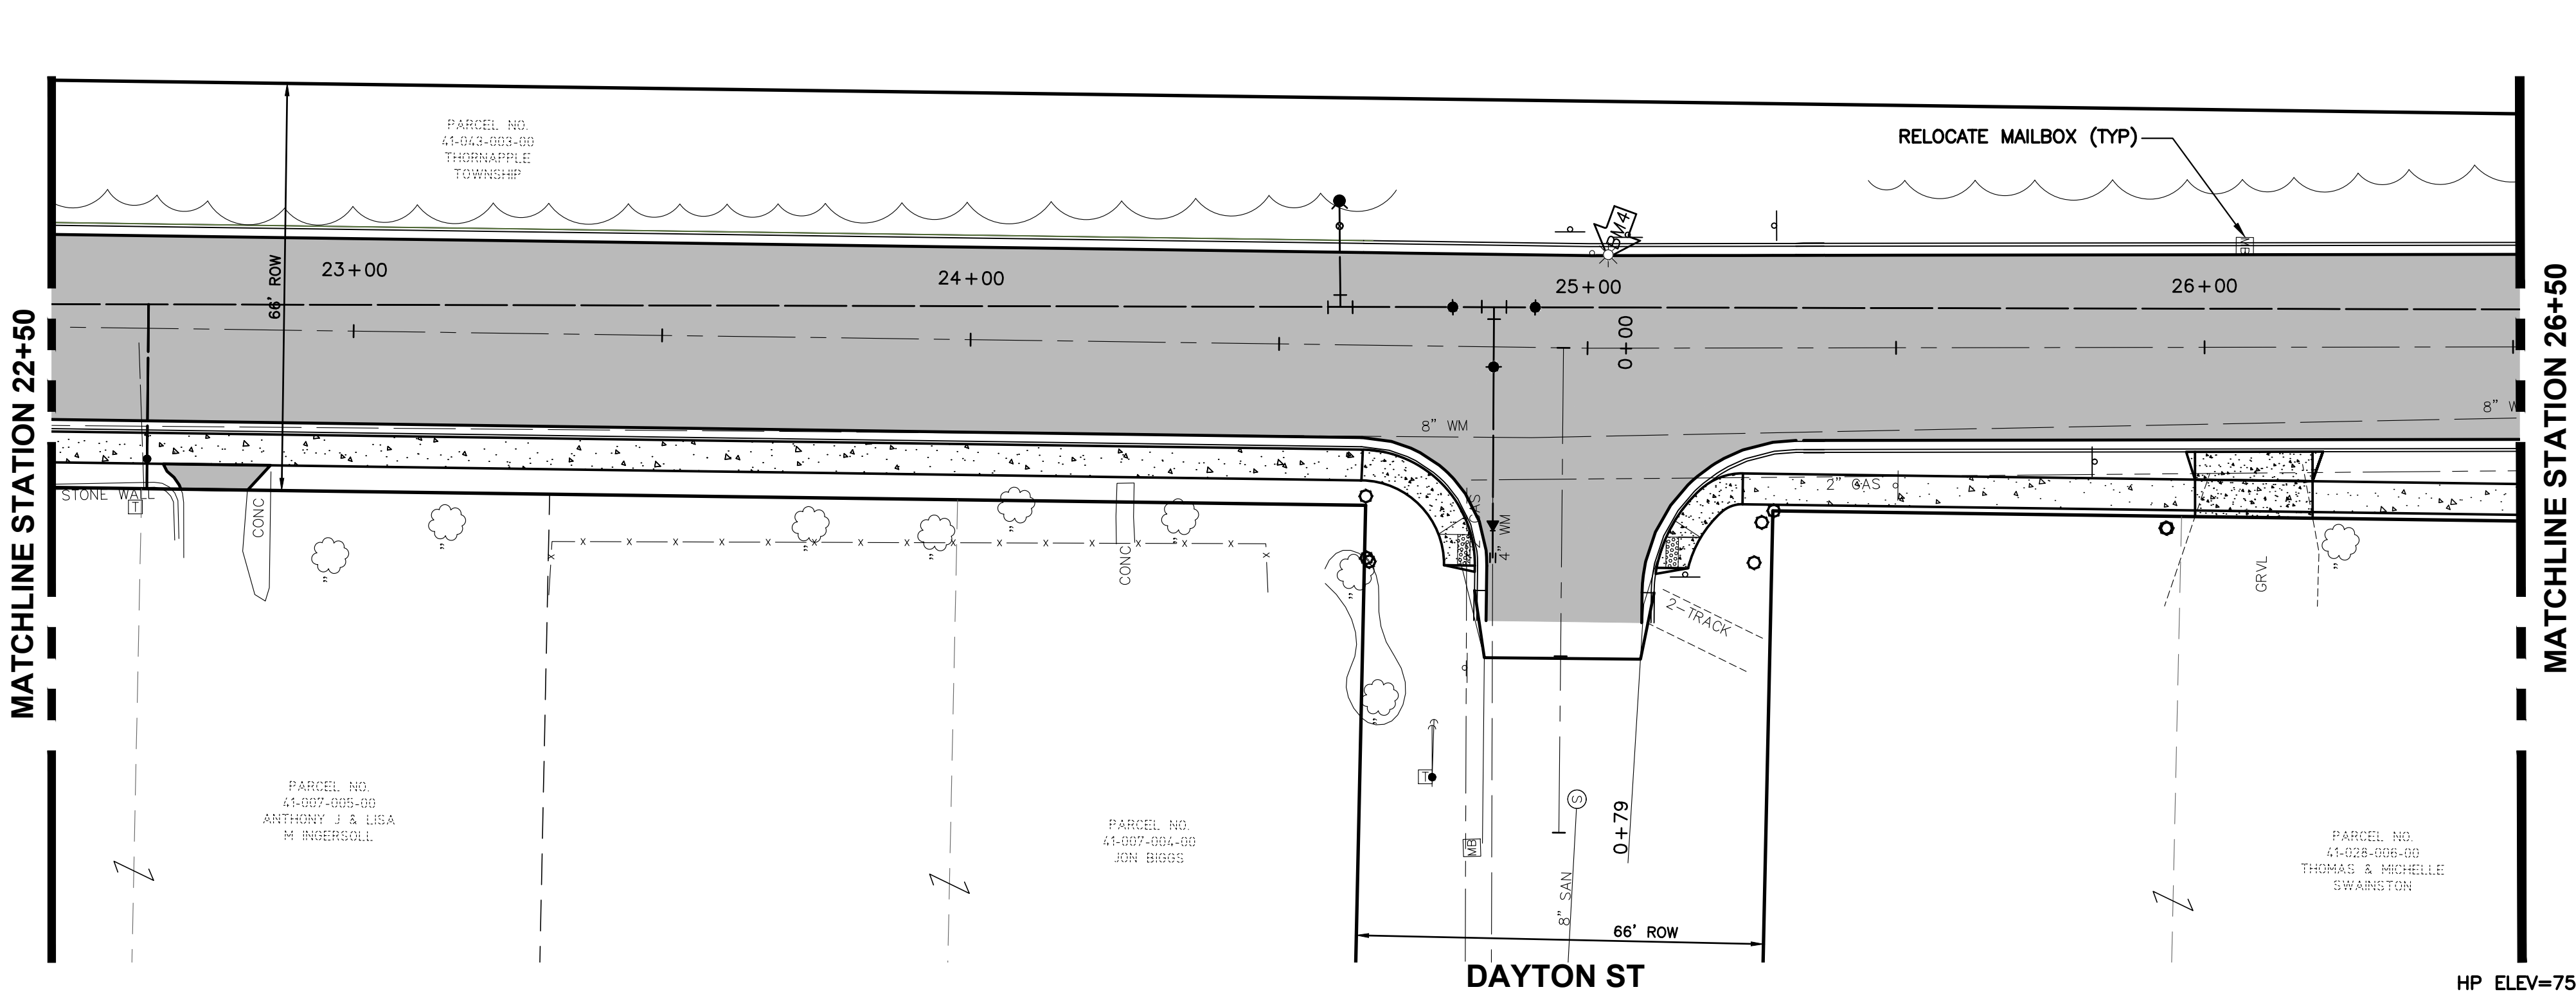 PARCEL NO.
41-043-003-00
THORNAPPLE
TOWNSHIP
RELOCATE MAILBOX (TYP)
BM4
MB
66' ROW
23+00
24+00
25+00
26+00
0+00
MATCHLINE STATION 22+50
MATCHLINE STATION 26+50
8" WM
8" W
STONE WALL
T
CONC
CONC
2" GAS
4" WM
2" GAS
GRVL
2-TRACK
T
MB
S
0+79
8" SAN
PARCEL NO.
41-007-005-00
ANTHONY J & LISA
M INGERSOLL
PARCEL NO.
41-007-004-00
JON BIGGS
PARCEL NO.
41-028-006-00
THOMAS & MICHELLE
SWAINSTON
66' ROW
DAYTON ST
HP ELEV=75